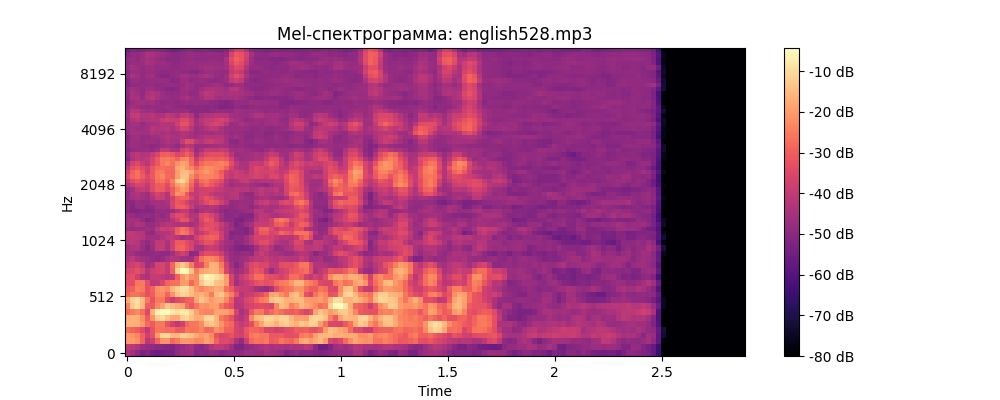 Mel-спектрограмма: english528.mp3
8192
4096
2048
1024
512
0
Hz
0 0.5 1 1.5 2 2.5
Time
-10 dB
-20 dB
-30 dB
-40 dB
-50 dB
-60 dB
-70 dB
-80 dB